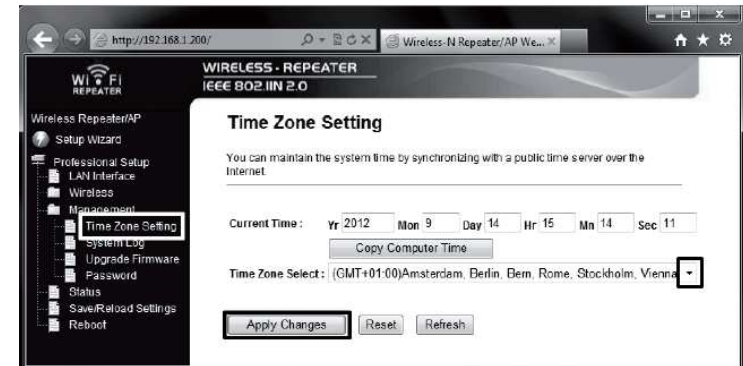 http://192.168.1.200/
Wireless-N Repeater/AP We...
Wi Fi
REPEATER
WIRELESS-REPEATER
IEEE 802.11N 2.0
Wireless Repeater/AP
Setup Wizard
Professional Setup
LAN Interface
Wireless
Management
Time Zone Setting
System Log
Upgrade Firmware
Password
Status
Save/Reload Settings
Reboot
Time Zone Setting
You can maintain the system time by synchronizing with a public time server over the
Internet.
Current Time : Yr 2012 Mon 9 Day 14 Hr 15 Mn 14 Sec 11
Copy Computer Time
Time Zone Select : (GMT+01:00)Amsterdam, Berlin, Bern, Rome, Stockholm, Vienna
Apply Changes Reset Refresh